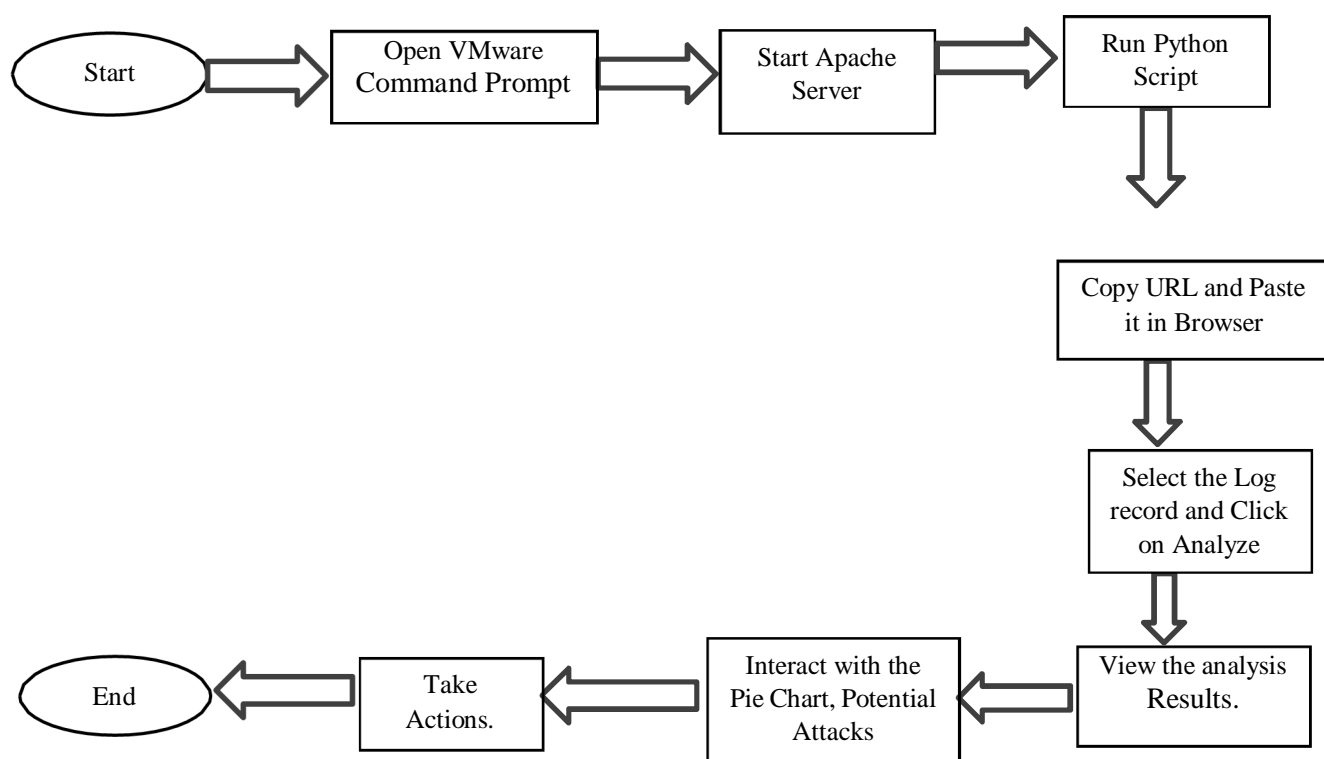 Start
Open VMware
Command Prompt
Start Apache
Server
Run Python
Script
Copy URL and Paste
it in Browser
Select the Log
record and Click
on Analyze
View the analysis
Results.
Interact with the
Pie Chart, Potential
Attacks
Take
Actions.
End